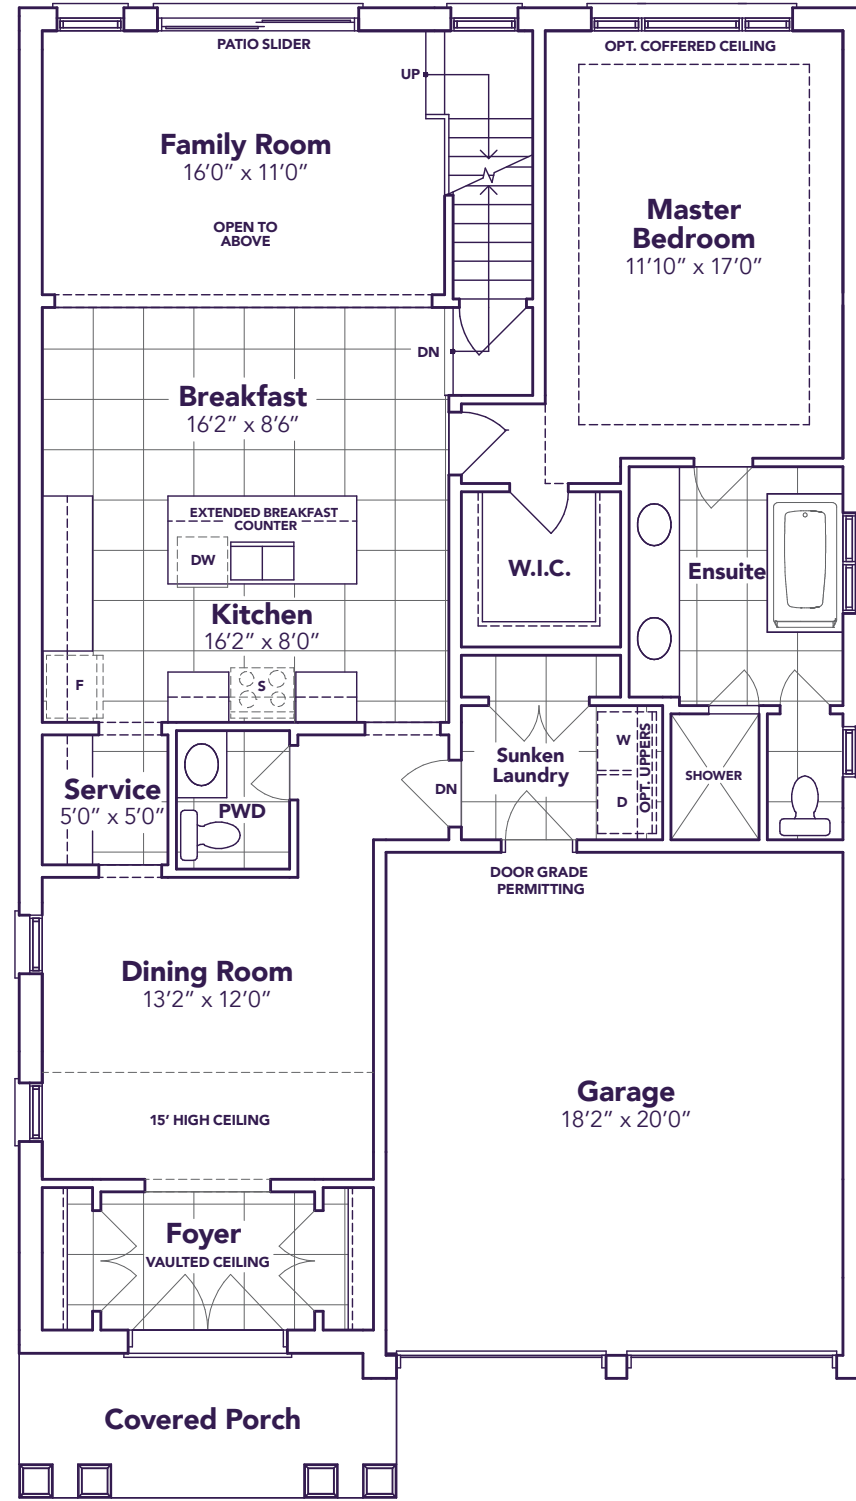 PATIO SLIDER
OPT. COFFERED CEILING
UP
Family Room
16'0" x 11'0"
OPEN TO
ABOVE
Master
Bedroom
11'10" x 17'0"
DN
Breakfast
16'2" x 8'6"
EXTENDED BREAKFAST
COUNTER
DW
W.I.C.
Ensuite
Kitchen
16'2" x 8'0"
F
S
Service
5'0" x 5'0"
PWD
DN
Sunken
Laundry
W
D
OPT. UPPERS
SHOWER
DOOR GRADE
PERMITTING
Dining Room
13'2" x 12'0"
15' HIGH CEILING
Garage
18'2" x 20'0"
Foyer
VAULTED CEILING
Covered Porch